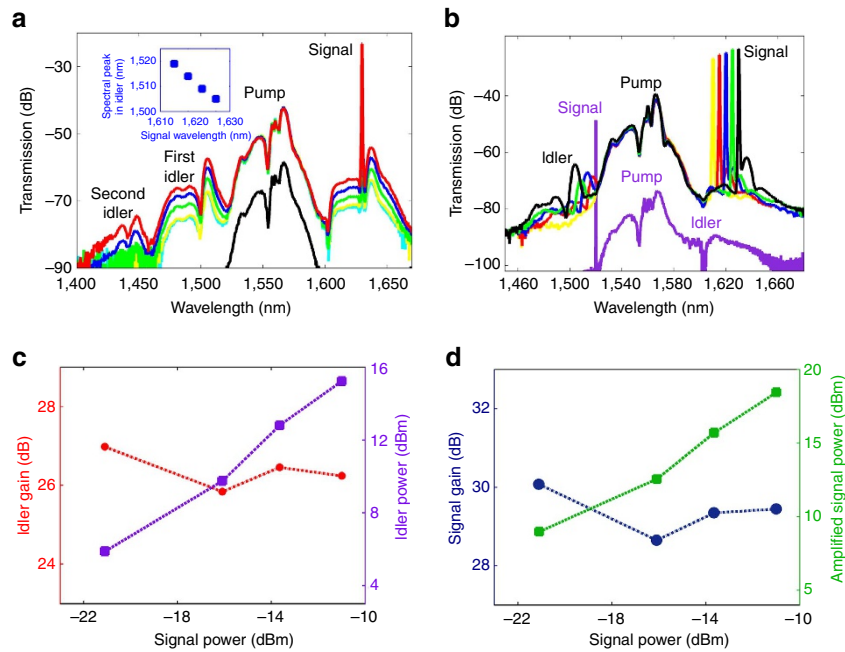 a
−30
−50
−70
−90
Transmission (dB)
1,400
1,450
1,500
1,550
1,600
1,650
Wavelength (nm)
Second
idler
First
idler
Pump
Signal
1,520
1,510
1,500
Spectral peak
in idler (nm)
1,610
1,620
1,630
Signal wavelength (nm)
b
−40
−60
−80
−100
Transmission (dB)
1,460
1,500
1,540
1,580
1,620
1,660
Wavelength (nm)
Signal
Pump
Signal
Idler
Pump
Idler
c
28
26
24
Idler gain (dB)
16
12
8
4
Idler power (dBm)
−22
−18
−14
−10
Signal power (dBm)
d
32
30
28
Signal gain (dB)
20
15
10
5
Amplified signal power (dBm)
−22
−18
−14
−10
Signal power (dBm)